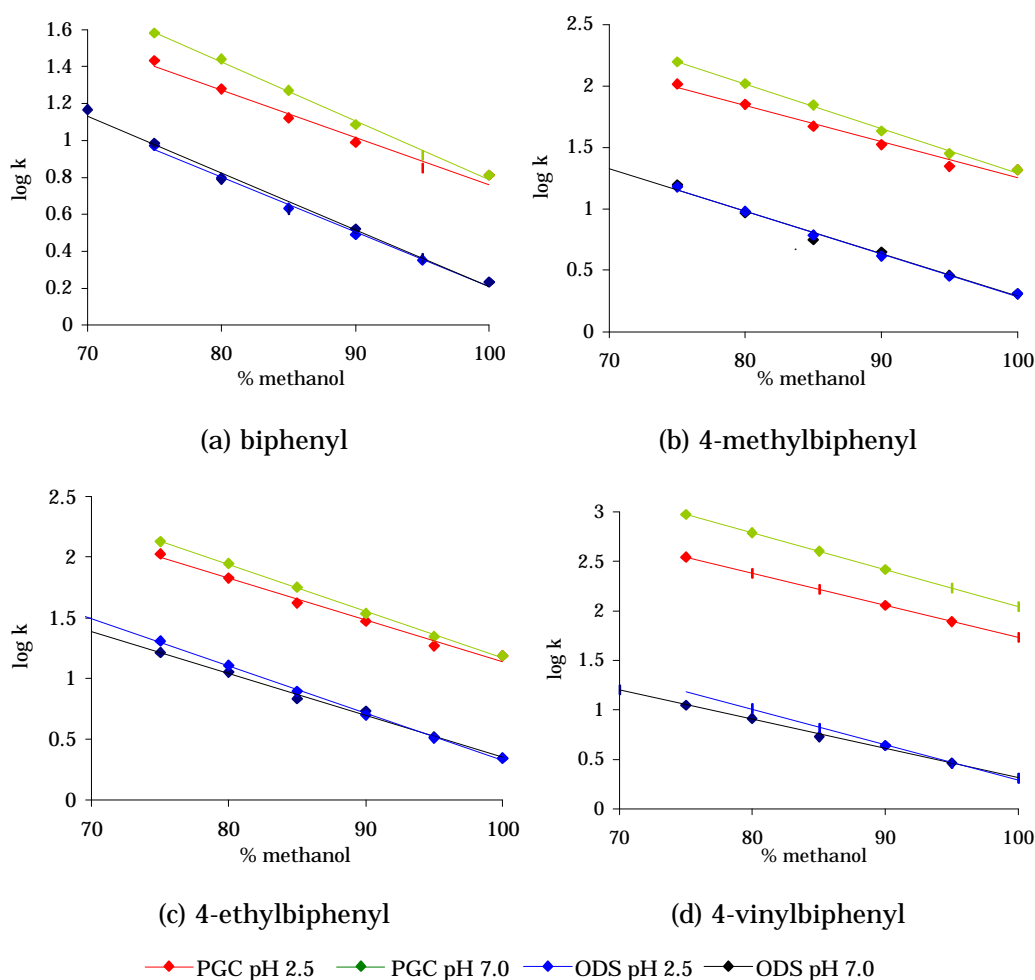 1.6
1.4
1.2
1
0.8
0.6
0.4
0.2
0
log k
70 80 90 100
% methanol
(a) biphenyl
2.5
2
1.5
1
0.5
0
log k
70 80 90 100
% methanol
(b) 4-methylbiphenyl
2.5
2
1.5
1
0.5
0
log k
70 80 90 100
% methanol
(c) 4-ethylbiphenyl
3
2.5
2
1.5
1
0.5
0
log k
70 80 90 100
% methanol
(d) 4-vinylbiphenyl
PGC pH 2.5 PGC pH 7.0 ODS pH 2.5 ODS pH 7.0